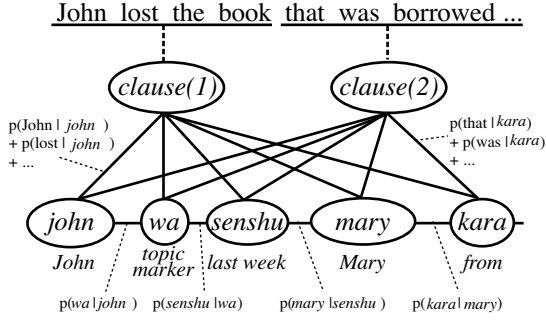 John lost the book that was borrowed ...
clause(1) clause(2)
p(John | john )
+ p(lost | john )
+ ...
p(that | kara)
+ p(was | kara)
+ ...
john wa senshu mary kara
John topic marker last week Mary from
p(wa | john ) p(senshu | wa) p(mary | senshu ) p(kara | mary)